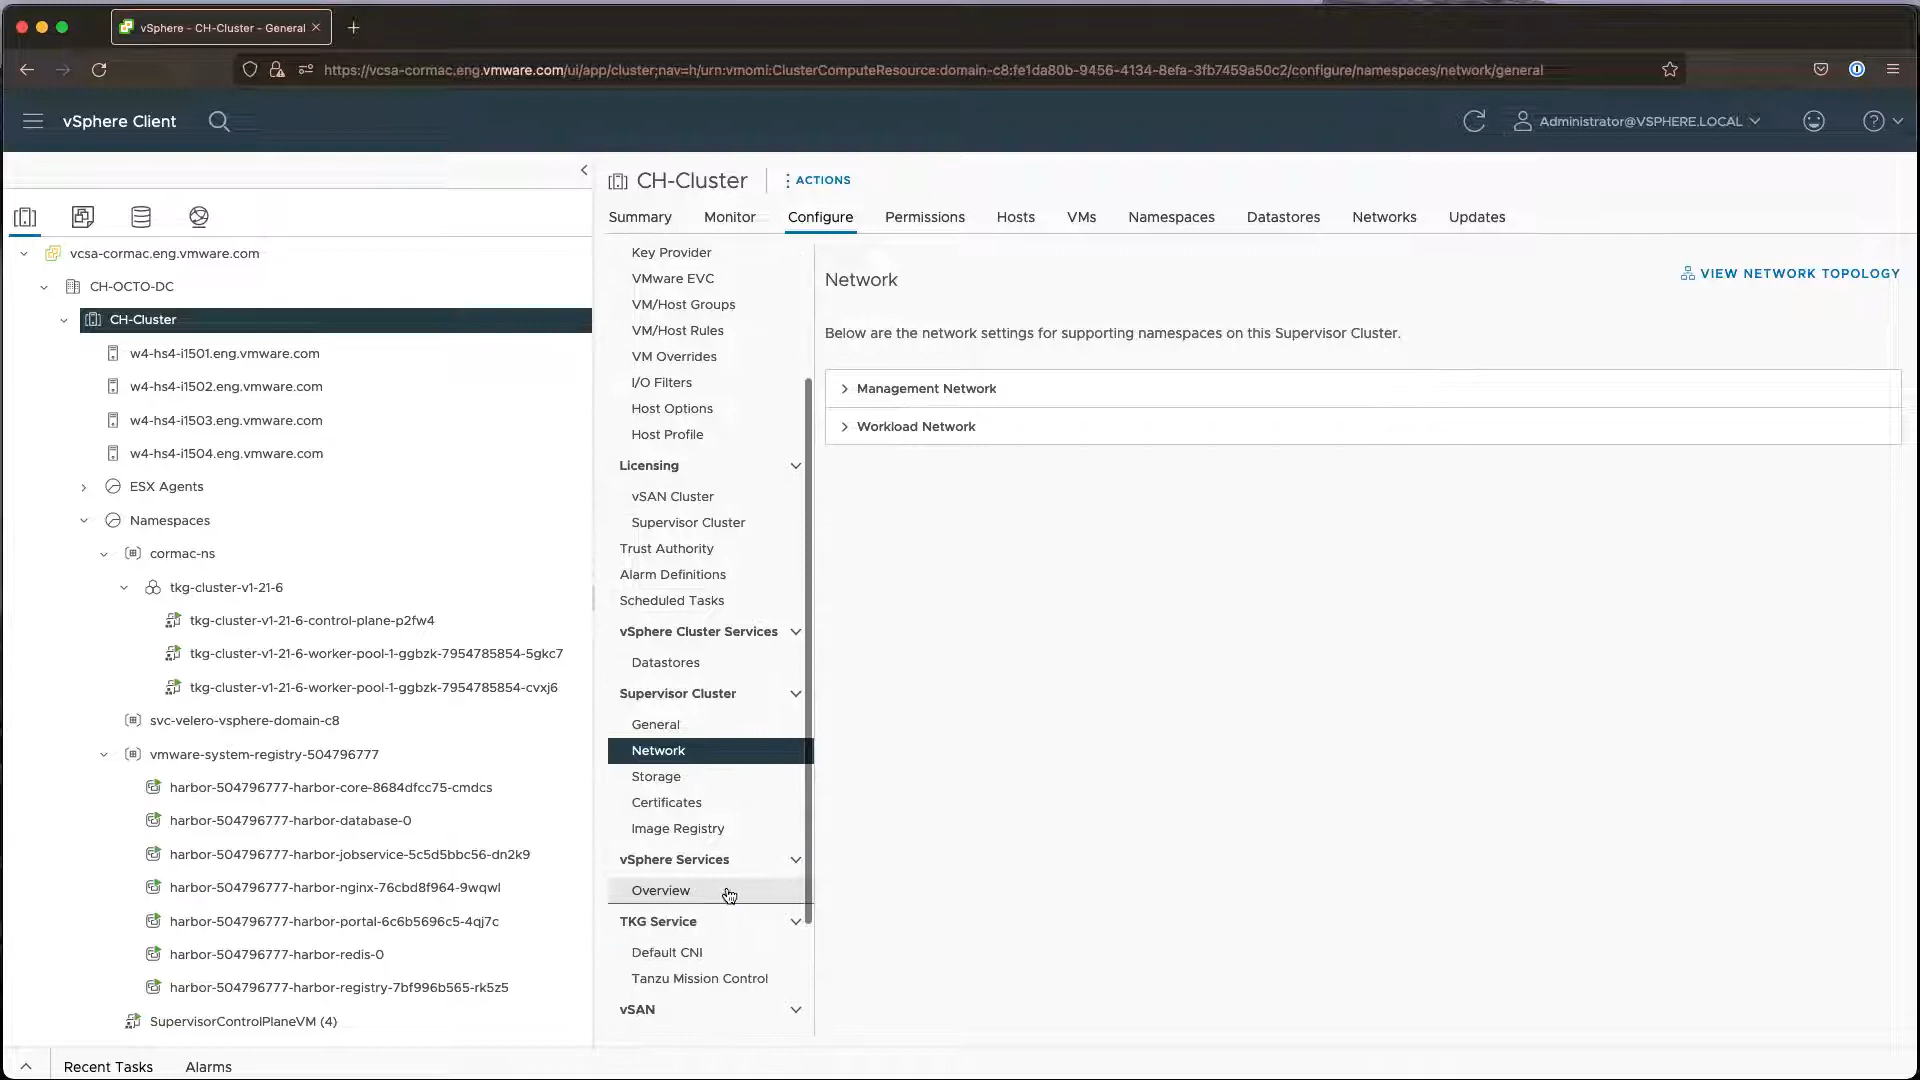 vSphere - CH-Cluster - General
https://vcsa-cormac.eng.vmware.com/ui/app/cluster;nav=h/urn:vmomi:ClusterComputeResource:domain-c8:fe1da80b-9456-4134-8efa-3fb7459a50c2/configure/namespaces/network/general
vSphere Client
Administrator@VSPHERE.LOCAL
vcsa-cormac.eng.vmware.com
CH-OCTO-DC
CH-Cluster
w4-hs4-i1501.eng.vmware.com
w4-hs4-i1502.eng.vmware.com
w4-hs4-i1503.eng.vmware.com
w4-hs4-i1504.eng.vmware.com
ESX Agents
Namespaces
cormac-ns
tkg-cluster-v1-21-6
tkg-cluster-v1-21-6-control-plane-p2fw4
tkg-cluster-v1-21-6-worker-pool-1-ggbzk-7954785854-5gkc7
tkg-cluster-v1-21-6-worker-pool-1-ggbzk-7954785854-cvxj6
svc-velero-vsphere-domain-c8
vmware-system-registry-504796777
harbor-504796777-harbor-core-8684dfcc75-cmdcs
harbor-504796777-harbor-database-0
harbor-504796777-harbor-jobservice-5c5d5bbc56-dn2k9
harbor-504796777-harbor-nginx-76cbd8f964-9wqwl
harbor-504796777-harbor-portal-6c6b5696c5-4qj7c
harbor-504796777-harbor-redis-0
harbor-504796777-harbor-registry-7bf996b565-rk5z5
SupervisorControlPlaneVM (4)
CH-Cluster
ACTIONS
Summary Monitor Configure Permissions Hosts VMs Namespaces Datastores Networks Updates
Key Provider
VMware EVC
VM/Host Groups
VM/Host Rules
VM Overrides
I/O Filters
Host Options
Host Profile
Licensing
vSAN Cluster
Supervisor Cluster
Trust Authority
Alarm Definitions
Scheduled Tasks
vSphere Cluster Services
Datastores
Supervisor Cluster
General
Network
Storage
Certificates
Image Registry
vSphere Services
Overview
TKG Service
Default CNI
Tanzu Mission Control
vSAN
Network
VIEW NETWORK TOPOLOGY
Below are the network settings for supporting namespaces on this Supervisor Cluster.
Management Network
Workload Network
Recent Tasks Alarms